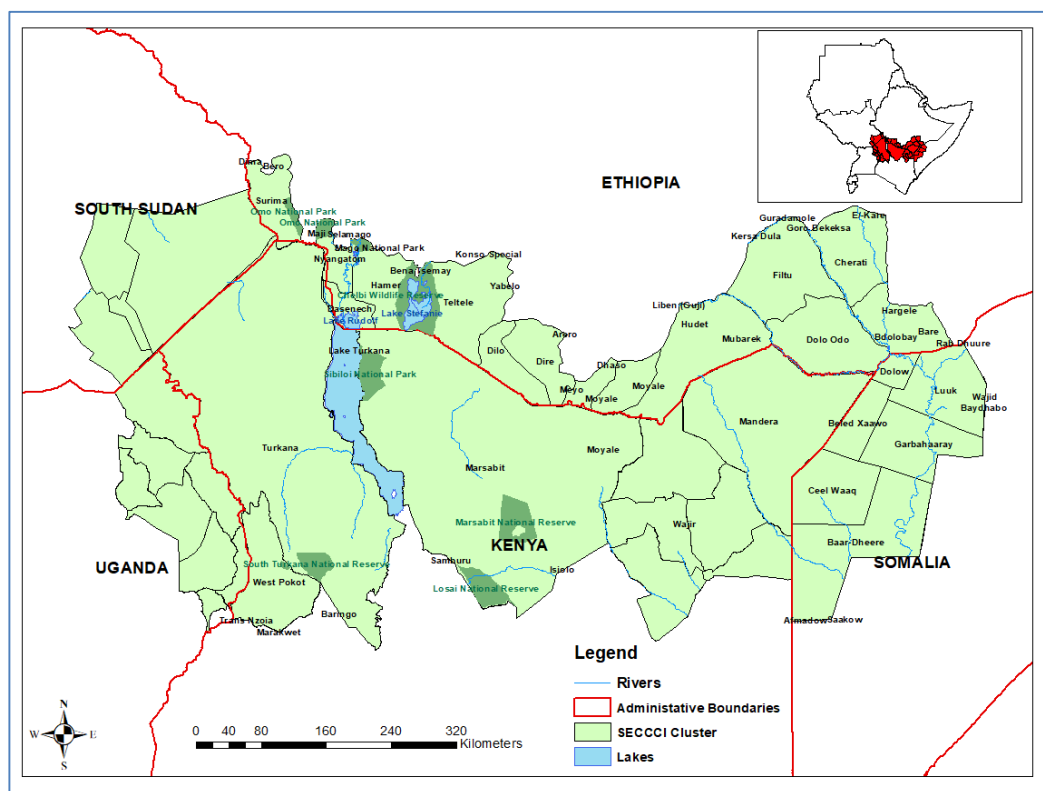 ETHIOPIA
SOUTH SUDAN
Dima
Bero
Surima
Omo National Park
Omo National Park
Maji
Selamago
Mago National Park
Nyangatom
Konso Special
Bena Tsemay
Hamer
Chelbi Wildlife Reserve
Yabelo
Teltele
Dasenech
Lake Rudolf
Lake Stefanie
Guradamole
El-Kare
Goro Bekeksa
Kersa Dula
Cherati
Filtu
Liben (Guji)
Hargele
Hudet
Bare
Mubarek
Dolo Odo
Bdolobay
Rab Dhuure
Arero
Lake Turkana
Dilo
Dire
Dhaso
Dolow
Sibiloi National Park
Meyo
Moyale
Moyale
Luuk
Wajid
Baydhabo
Mandera
Beled Xaawo
Turkana
Moyale
Garbahaaray
Marsabit
Ceel Waaq
Marsabit National Reserve
Wajir
KENYA
Baar-Dheere
UGANDA
South Turkana National Reserve
Samburu
Isiolo
SOMALIA
West Pokot
Losai National Reserve
Trans Nzoia
Baringo
Marakwet
Afmadow
Saakow
Legend
Rivers
Administative Boundaries
SECCCI Cluster
Lakes
N
W
E
S
0 40 80 160 240 320
Kilometers